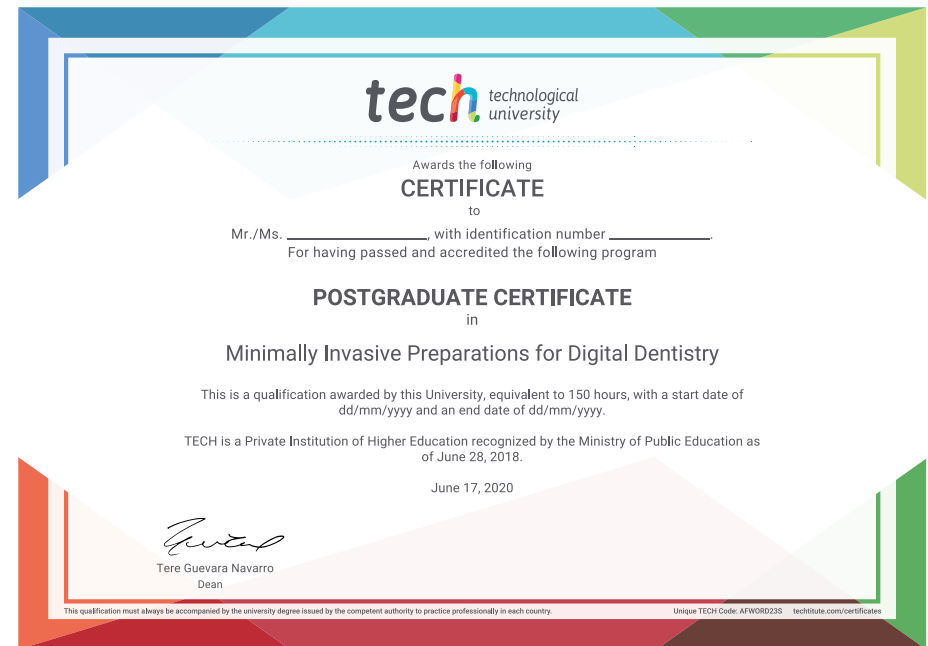 tech technological
university
Awards the following
CERTIFICATE
to
Mr./Ms. ____________________, with identification number ______________.
For having passed and accredited the following program
POSTGRADUATE CERTIFICATE
in
Minimally Invasive Preparations for Digital Dentistry
This is a qualification awarded by this University, equivalent to 150 hours, with a start date of
dd/mm/yyyy and an end date of dd/mm/yyyy.
TECH is a Private Institution of Higher Education recognized by the Ministry of Public Education as
of June 28, 2018.
June 17, 2020
Tere Guevara Navarro
Dean
This qualification must always be accompanied by the university degree issued by the competent authority to practice professionally in each country.
Unique TECH Code: AFWORD23S techtitute.com/certificates